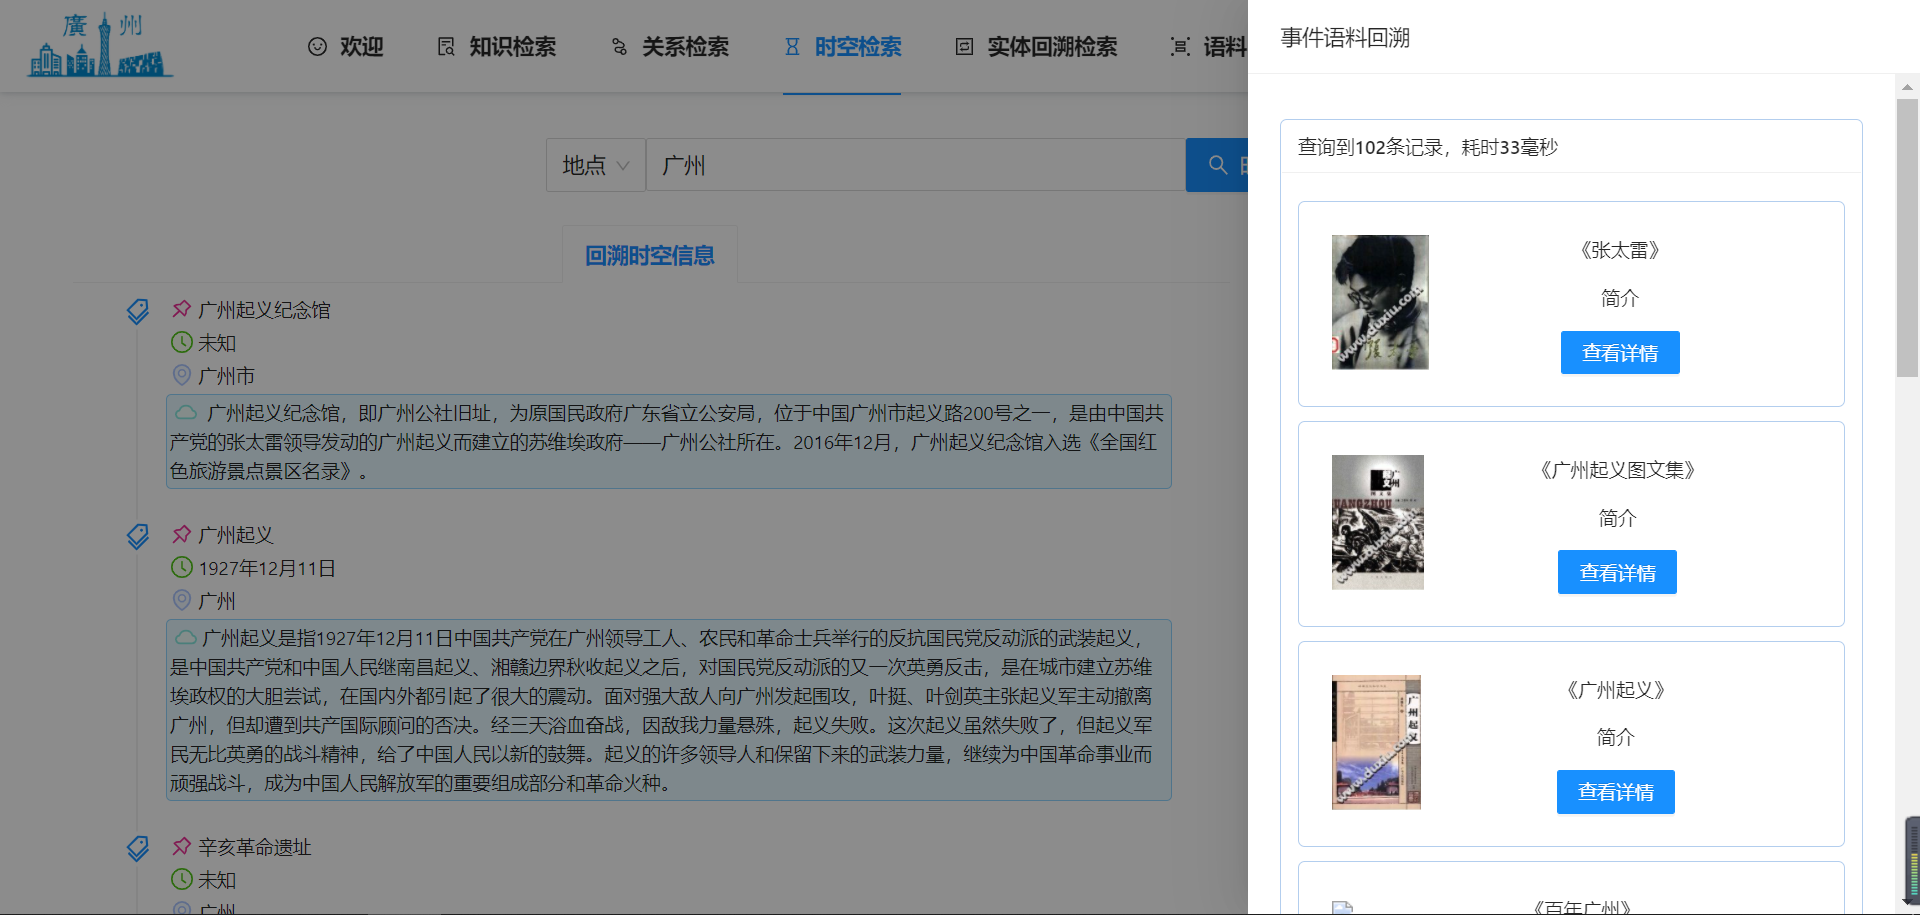 廣州
欢迎
知识检索
关系检索
时空检索
实体回溯检索
语料
地点
广州
回溯时空信息
广州起义纪念馆
未知
广州市
广州起义纪念馆，即广州公社旧址，为原国民政府广东省立公安局，位于中国广州市起义路200号之一，是由中国共
产党的张太雷领导发动的广州起义而建立的苏维埃政府——广州公社所在。2016年12月，广州起义纪念馆入选《全国红
色旅游景点景区名录》。
广州起义
1927年12月11日
广州
广州起义是指1927年12月11日中国共产党在广州领导工人、农民和革命士兵举行的反抗国民党反动派的武装起义，
是中国共产党和中国人民继南昌起义、湘赣边界秋收起义之后，对国民党反动派的又一次英勇反击，是在城市建立苏维
埃政权的大胆尝试，在国内外都引起了很大的震动。面对强大敌人向广州发起围攻，叶挺、叶剑英主张起义军主动撤离
广州，但却遭到共产国际顾问的否决。经三天浴血奋战，因敌我力量悬殊，起义失败。这次起义虽然失败了，但起义军
民无比英勇的战斗精神，给了中国人民以新的鼓舞。起义的许多领导人和保留下来的武装力量，继续为中国革命事业而
顽强战斗，成为中国人民解放军的重要组成部分和革命火种。
辛亥革命遗址
未知
广州
事件语料回溯
查询到102条记录，耗时33毫秒
www.duxiu.com
《张太雷》
简介
查看详情
www.duxiu.com
《广州起义图文集》
简介
查看详情
广州起义
www.duxiu.com
《广州起义》
简介
查看详情
《百年广州》